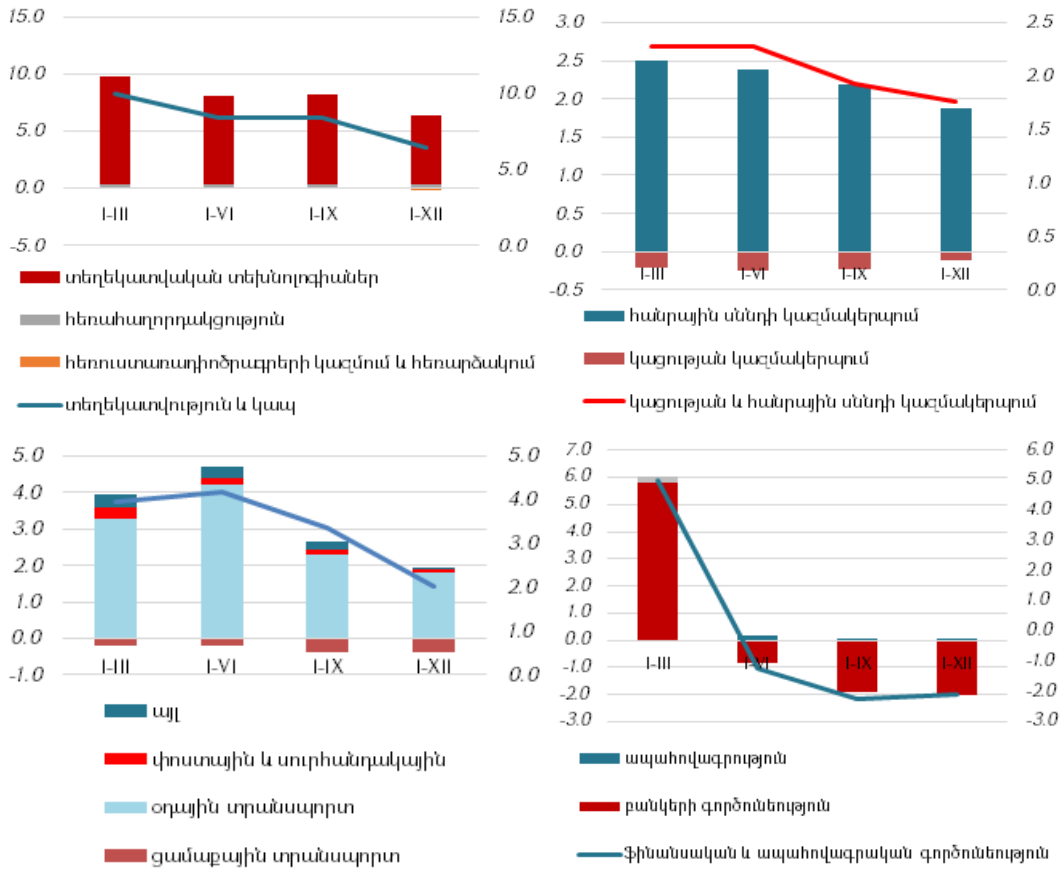 15.0
10.0
5.0
0.0
-5.0
15.0
10.0
5.0
0.0
I-III
I-VI
I-IX
I-XII
տեղեկատվական տեխնոլոգիաներ
հեռահաղորդակցություն
հեռուստառադիոծրագրերի կազմում և հեռարձակում
տեղեկատվություն և կապ
3.0
2.5
2.0
1.5
1.0
0.5
0.0
-0.5
2.5
2.0
1.5
1.0
0.5
0.0
I-III
I-VI
I-IX
I-XII
հանրային սննդի կազմակերպում
կացության կազմակերպում
կացության և հանրային սննդի կազմակերպում
5.0
4.0
3.0
2.0
1.0
0.0
-1.0
5.0
4.0
3.0
2.0
1.0
0.0
I-III
I-VI
I-IX
I-XII
այլ
փոստային և սուրհանդակային
օդային տրանսպորտ
ցամաքային տրանսպորտ
7.0
6.0
5.0
4.0
3.0
2.0
1.0
0.0
-1.0
-2.0
-3.0
6.0
5.0
4.0
3.0
2.0
1.0
0.0
-1.0
-2.0
-3.0
I-III
I-VI
I-IX
I-XII
ապահովագրություն
բանկերի գործունեություն
ֆինանսական և ապահովագրական գործունեություն